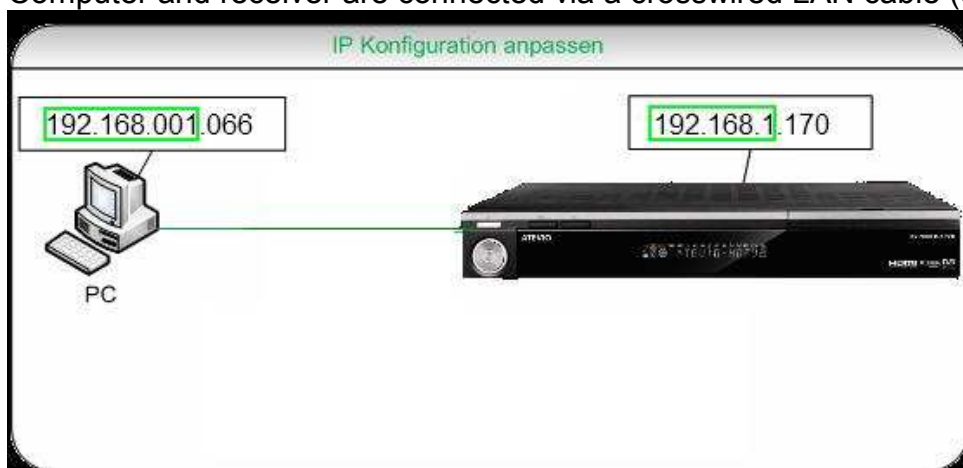 Computer and receiver are connected via a crosswired LAN cable (
IP Konfiguration anpassen
192.168.001.066
192.168.1.170
PC
ATEVIO
HDMI